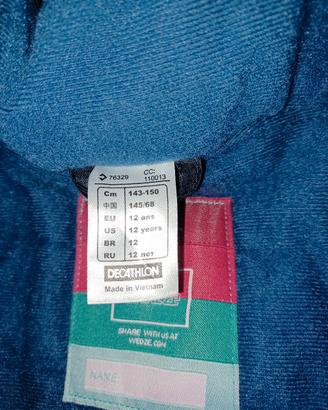 76329 CC: 110013
Cm 143-150
中国 145/68
EU 12 ans
US 12 years
BR 12
RU 12 лет
DECATHLON
Made in Vietnam
SHARE WITH US AT
WEDZE.COM
NAME